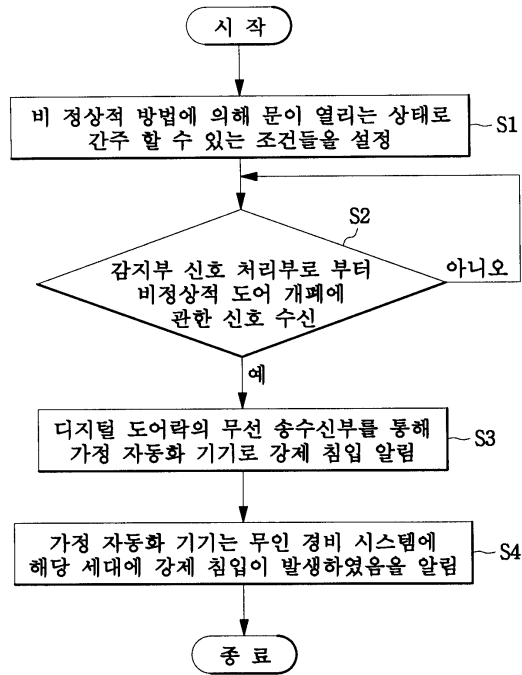 시 작
비 정상적 방법에 의해 문이 열리는 상태로
간주 할 수 있는 조건들을 설정
S1
S2
감지부 신호 처리부로 부터
비정상적 도어 개폐에
관한 신호 수신
아니오
예
디지털 도어락의 무선 송수신부를 통해
가정 자동화 기기로 강제 침입 알림
S3
가정 자동화 기기는 무인 경비 시스템에
해당 세대에 강제 침입이 발생하였음을 알림
S4
종 료